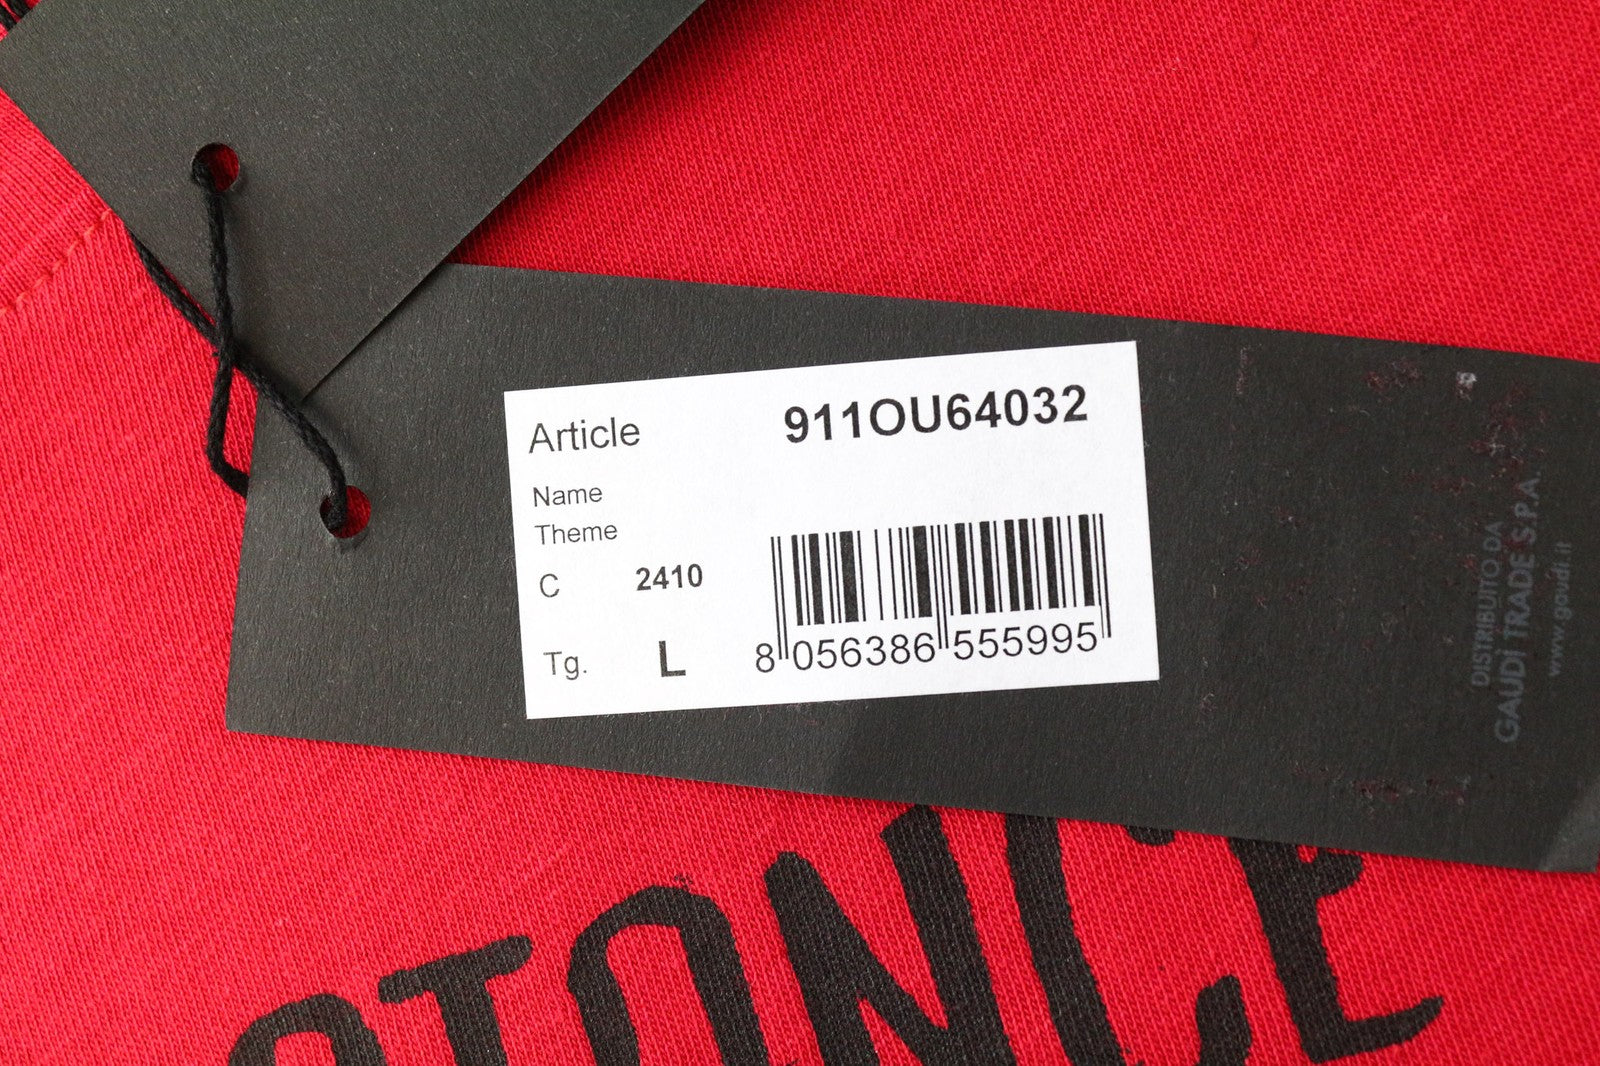 Article 911OU64032
Name
Theme
C 2410
Tg. L
8 056386 555995
DISTRIBUITO DA
GAUDÌ TRADE S.P.A.
www.gaudi.it